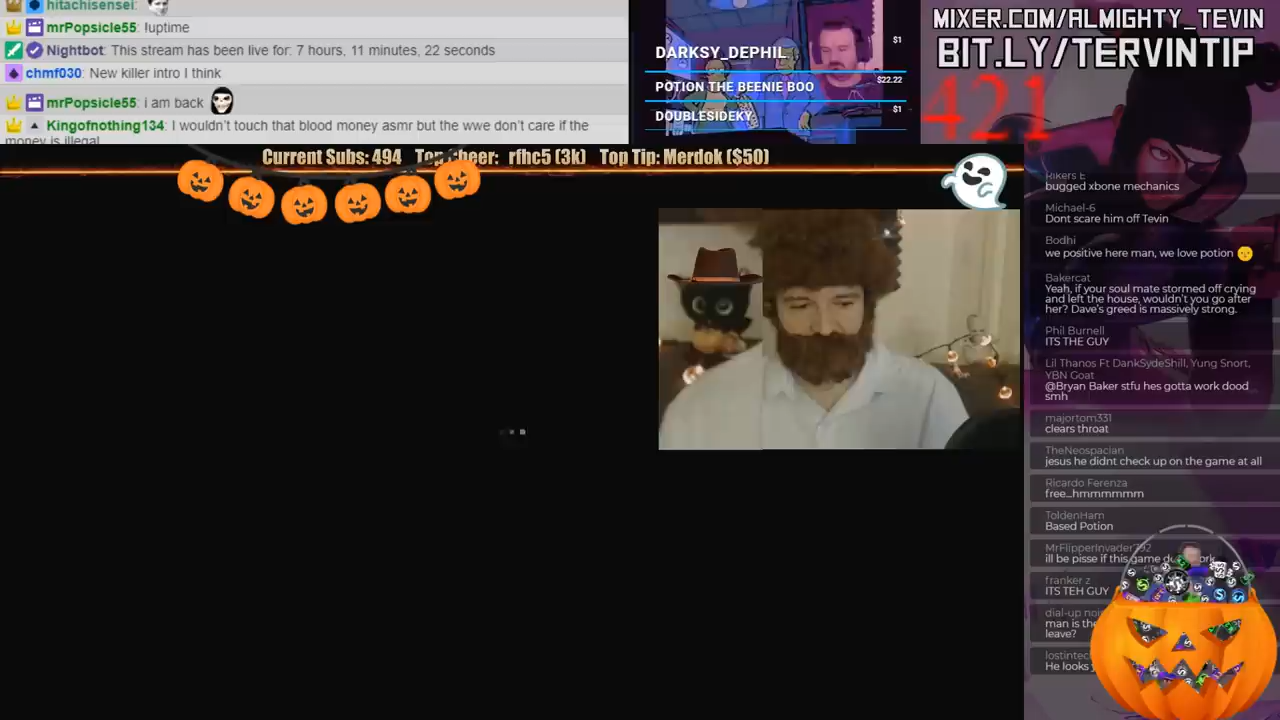 hitachisensei:
mrPopsicle55: !uptime
Nightbot: This stream has been live for: 7 hours, 11 minutes, 22 seconds
chmf030: New killer intro I think
mrPopsicle55: i am back
Kingofnothing134: I wouldn't touch that blood money asmr but the wwe don't care if the
money is illegal
DARKSY_DEPHIL $1
POTION THE BEENIE BOO $22.22
DOUBLESIDEKY $1
MIXER.COM/ALMIGHTY_TEVIN
BIT.LY/TERVINTIP
421
Current Subs: 494 Top Cheer: rfhc5 (3k) Top Tip: Merdok ($50)
Rikers E
bugged xbone mechanics
Michael-6
Dont scare him off Tevin
Bodhi
we positive here man, we love potion
Bakercat
Yeah, if your soul mate stormed off crying
and left the house, wouldn't you go after
her? Dave's greed is massively strong.
Phil Burnell
ITS THE GUY
Lil Thanos Ft DankSydeShill, Yung Snort,
YBN Goat
@Bryan Baker stfu hes gotta work dood
smh
majortom331
clears throat
TheNeospacian
jesus he didnt check up on the game at all
Ricardo Ferenza
free_hmmmmmm
ToldenHam
Based Potion
MrFlipperInvader392
ill be pisse if this game
franker z
ITS TEH GUY
dial-up
man is the
leave?
He looks